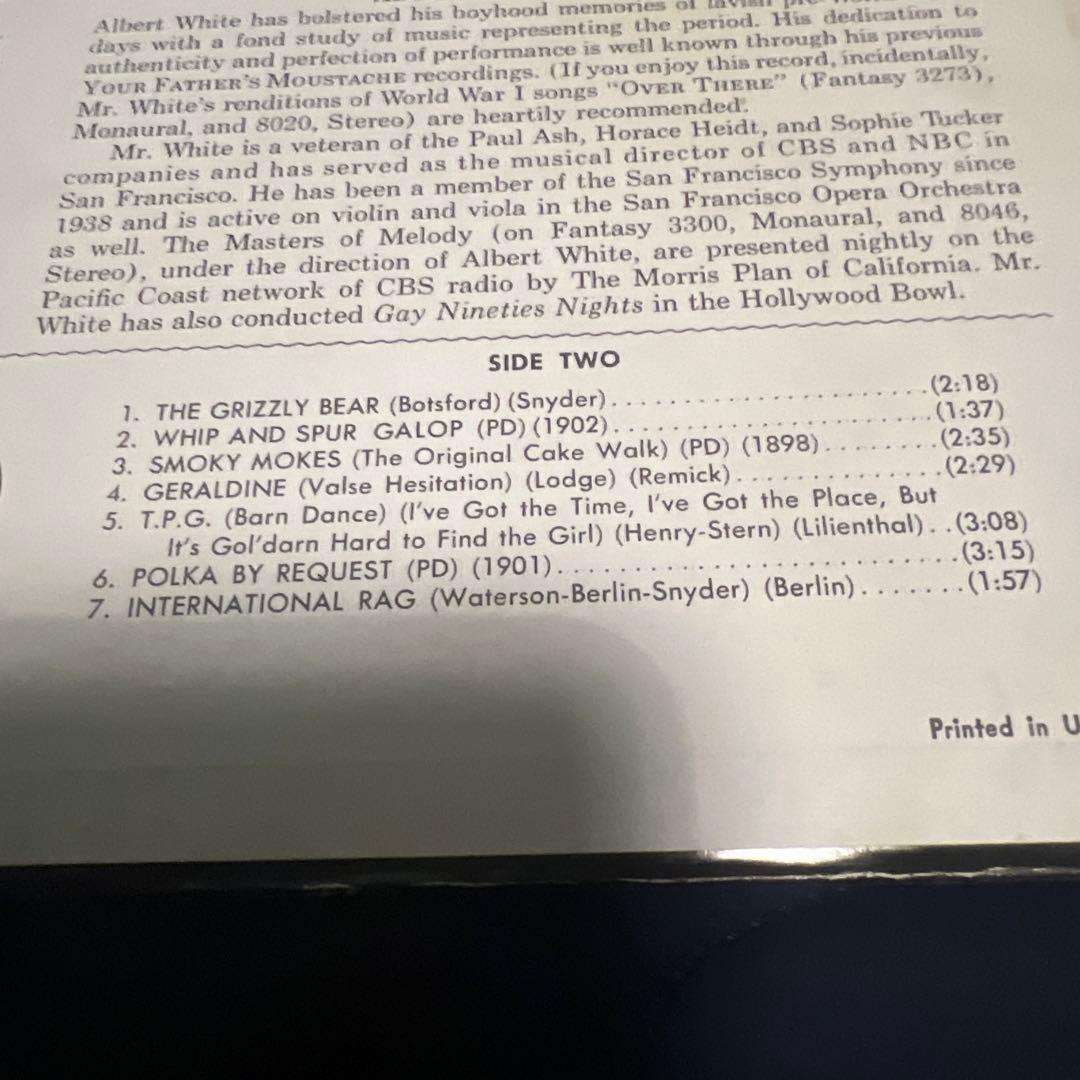 Albert White has bolstered his boyhood memories of lavish
days with a fond study of music representing the period. His dedication to
authenticity and perfection of performance is well known through his previous
YOUR FATHER'S MOUSTACHE recordings. (If you enjoy this record, incidentally,
Mr. White's renditions of World War I songs "OVER THERE" (Fantasy 3273),
Monaural, and 8020, Stereo) are heartily recommended.
Mr. White is a veteran of the Paul Ash, Horace Heidt, and Sophie Tucker
companies and has served as the musical director of CBS and NBC in
San Francisco. He has been a member of the San Francisco Symphony since
1938 and is active on violin and viola in the San Francisco Opera Orchestra
as well. The Masters of Melody (on Fantasy 3300, Monaural, and 8046,
Stereo), under the direction of Albert White, are presented nightly on the
Pacific Coast network of CBS radio by The Morris Plan of California. Mr.
White has also conducted Gay Nineties Nights in the Hollywood Bowl.
SIDE TWO
1. THE GRIZZLY BEAR (Botsford) (Snyder) . . . . . . . . . . . . . . . . . . . . . . (2:18)
2. WHIP AND SPUR GALOP (PD) (1902) . . . . . . . . . . . . . . . . . . . . . . (1:37)
3. SMOKY MOKES (The Original Cake Walk) (PD) (1898) . . . . . . . . (2:35)
4. GERALDINE (Valse Hesitation) (Lodge) (Remick) . . . . . . . . . . . . . . (2:29)
5. T.P.G. (Barn Dance) (I've Got the Time, I've Got the Place, But
It's Gol'darn Hard to Find the Girl) (Henry-Stern) (Lilienthal) . . (3:08)
6. POLKA BY REQUEST (PD) (1901) . . . . . . . . . . . . . . . . . . . . . . . . . . . (3:15)
7. INTERNATIONAL RAG (Waterson-Berlin-Snyder) (Berlin) . . . . . . . (1:57)
Printed in U